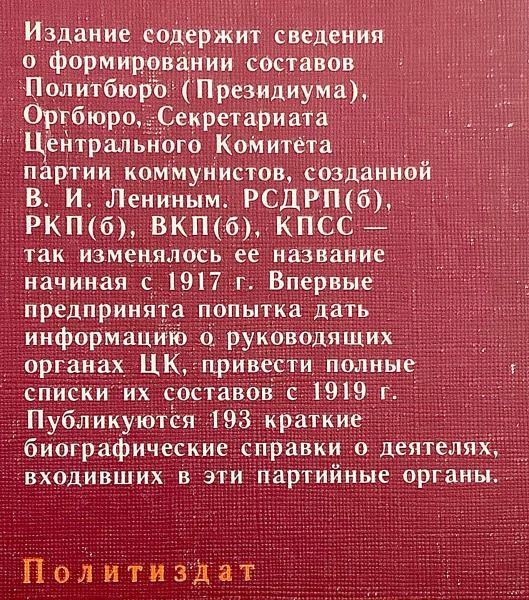 Издание содержит сведения
о формировании составов
Политбюро (Президиума),
Оргбюро, Секретариата
Центрального Комитета
партии коммунистов, созданной
В. И. Лениным. РСДРП(б),
РКП(б), ВКП(б), КПСС —
так изменялось ее название
начиная с 1917 г. Впервые
предпринята попытка дать
информацию о руководящих
органах ЦК, привести полные
списки их составов с 1919 г.
Публикуются 193 краткие
биографические справки о деятелях,
входивших в эти партийные органы.
Политиздат